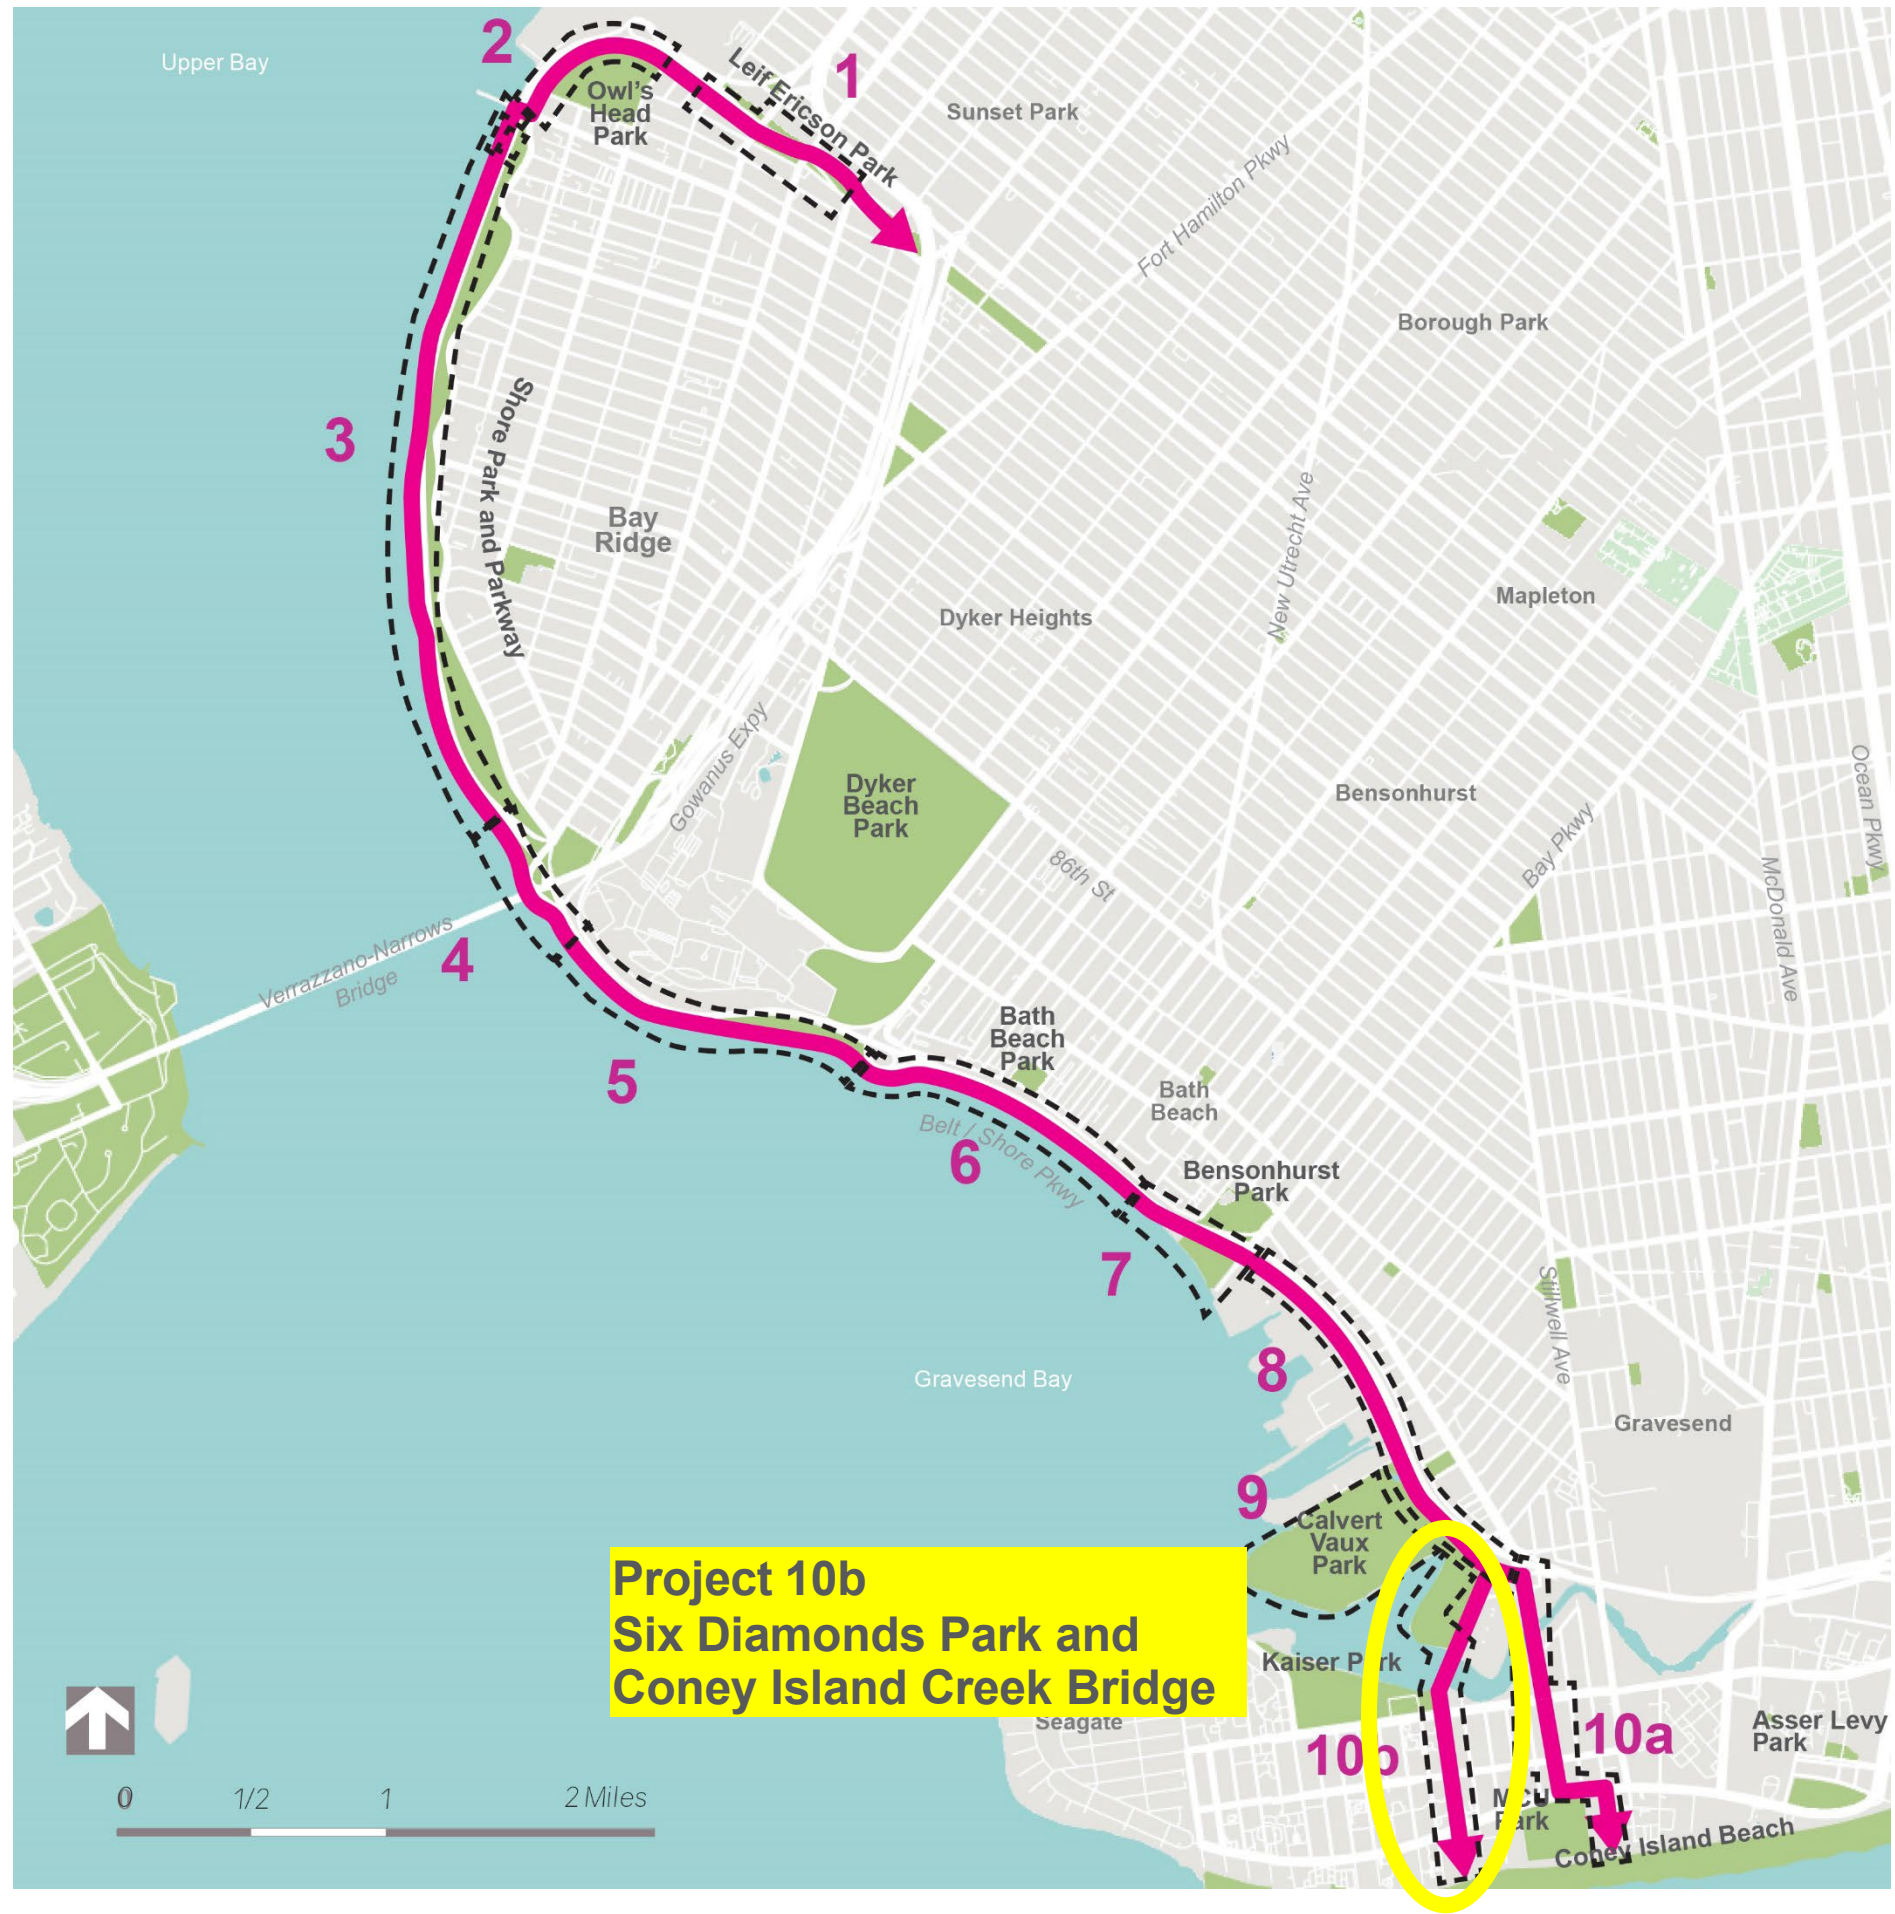 Upper Bay
2
1
Owl's
Head
Park
Leif Ericson Park
Sunset Park
Fort Hamilton Pkwy
Borough Park
3
Shore Park and Parkway
Bay
Ridge
New Utrecht Ave
Mapleton
Dyker Heights
Gowanus Expy
Dyker
Beach
Park
Bensonhurst
Ocean Pkwy
86th St
Bay Pkwy
McDonald Ave
Verrazzano-Narrows
Bridge
4
5
Bath
Beach
Park
Bath
Beach
Belt / Shore Pkwy
6
Bensonhurst
Park
7
Stillwell Ave
8
Gravesend Bay
Gravesend
9
Calvert
Vaux
Park
Project 10b
Six Diamonds Park and
Coney Island Creek Bridge
Kaiser Park
Seagate
10b
10a
Asser Levy
Park
MCU
Park
Coney Island Beach
0 1/2 1 2 Miles